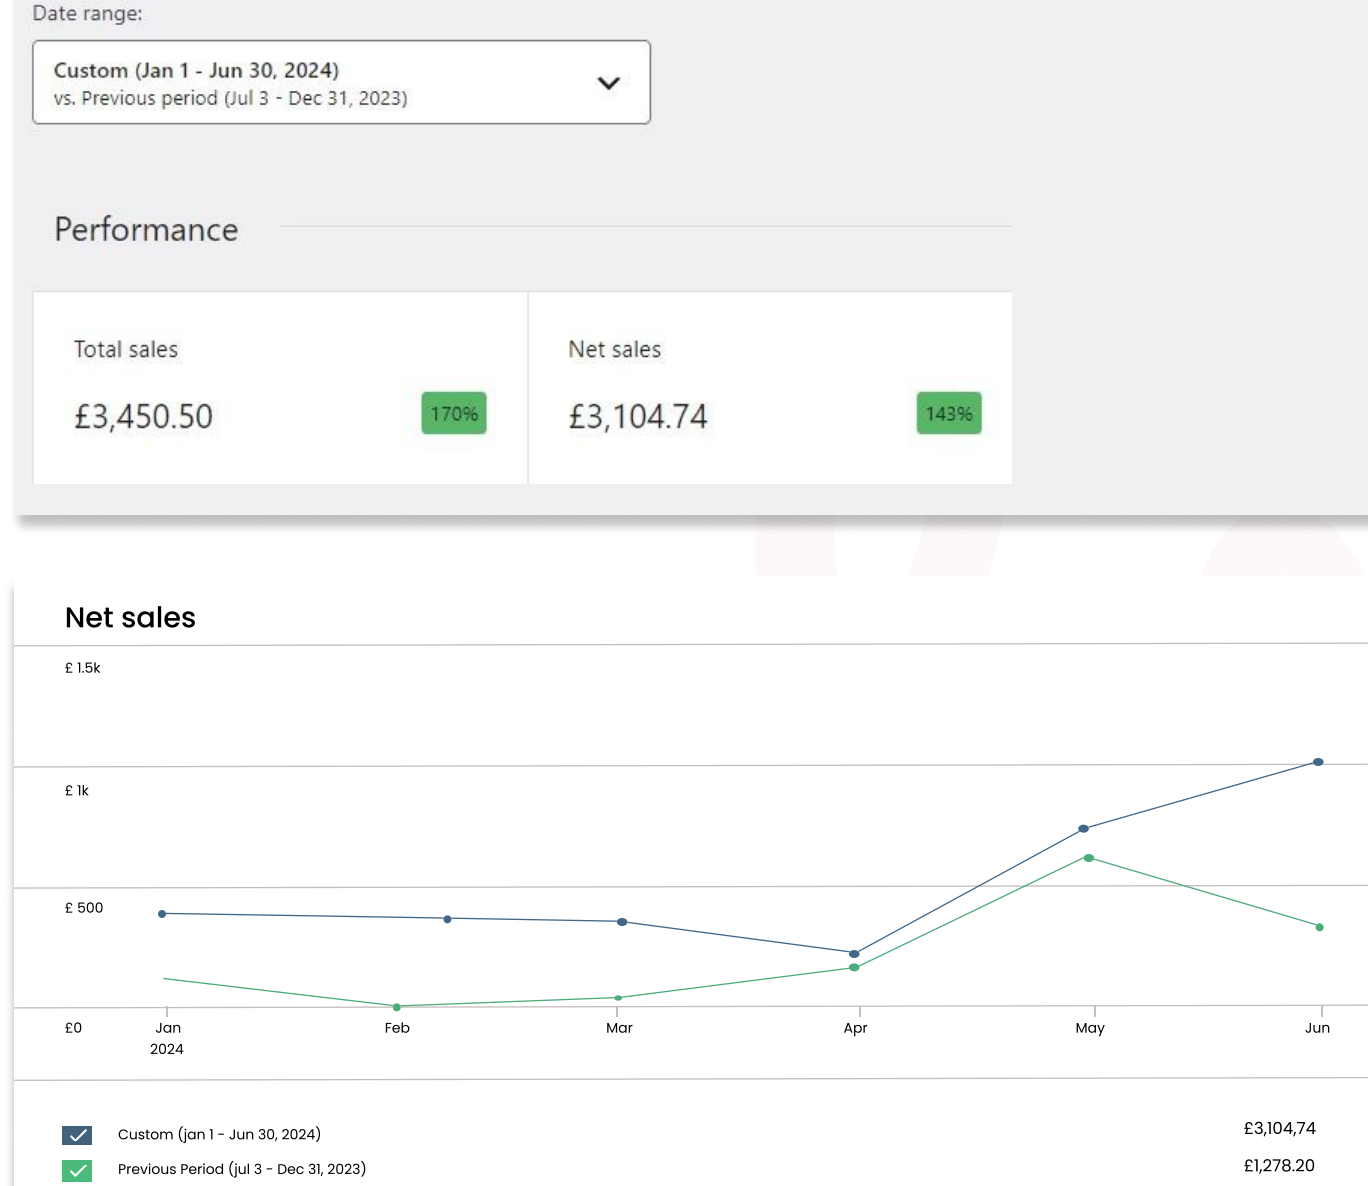 Date range:
Custom (Jan 1 - Jun 30, 2024)
vs. Previous period (Jul 3 - Dec 31, 2023)
Performance
Total sales
£3,450.50
170%
Net sales
£3,104.74
143%
Net sales
£ 1.5k
£ 1k
£ 500
£0
Jan
2024
Feb
Mar
Apr
May
Jun
Custom (jan 1 - Jun 30, 2024)
£3,104,74
Previous Period (jul 3 - Dec 31, 2023)
£1,278.20